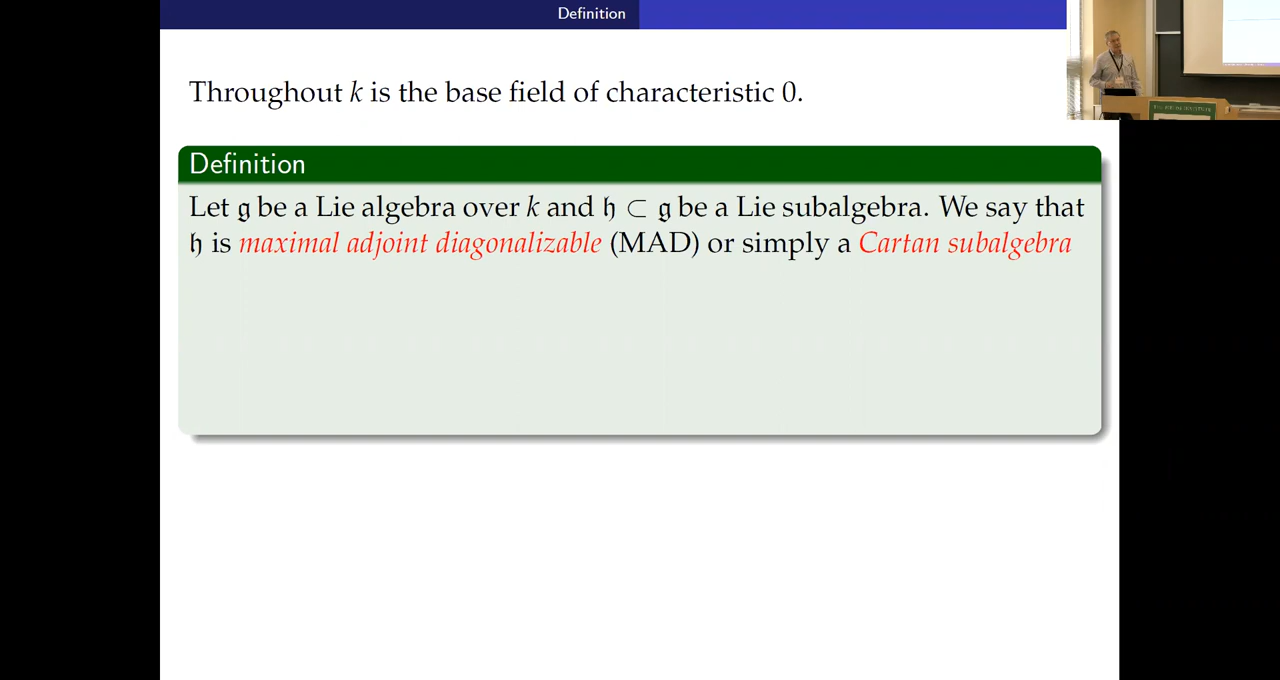 Definition
Throughout k is the base field of characteristic 0.
Definition
Let 𝔤 be a Lie algebra over k and 𝔥 ⊂ 𝔤 be a Lie subalgebra. We say that
𝔥 is maximal adjoint diagonalizable (MAD) or simply a Cartan subalgebra